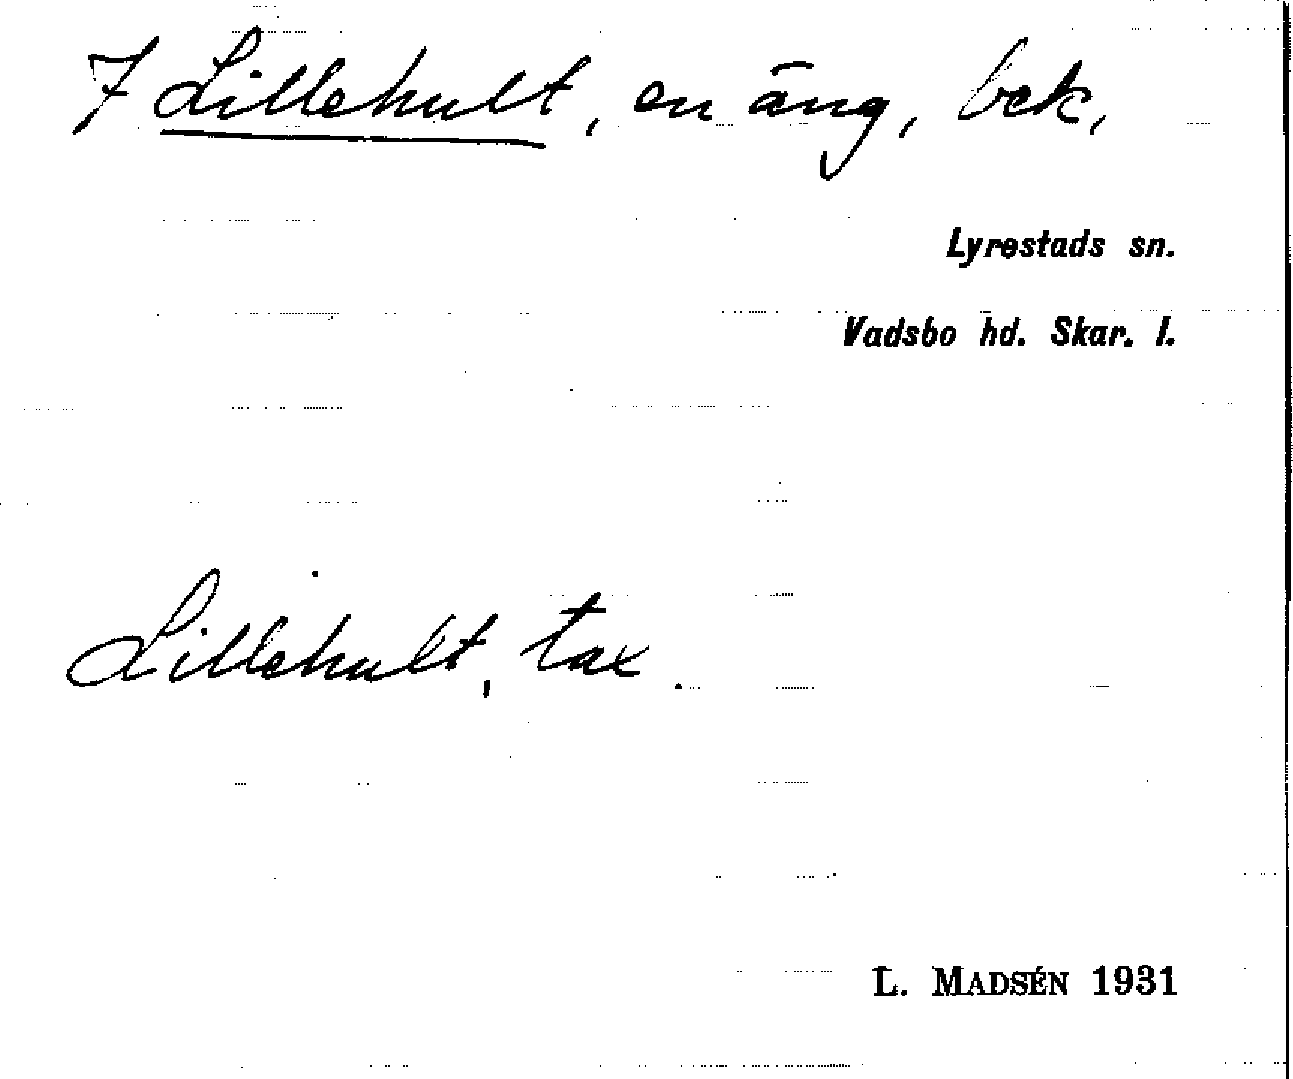 7 Lillehult, en äng, bek,
Lyrestads sn.
Vadsbo hd. Skar. l.
Lillehult, tax.
L. MADSÉN 1931